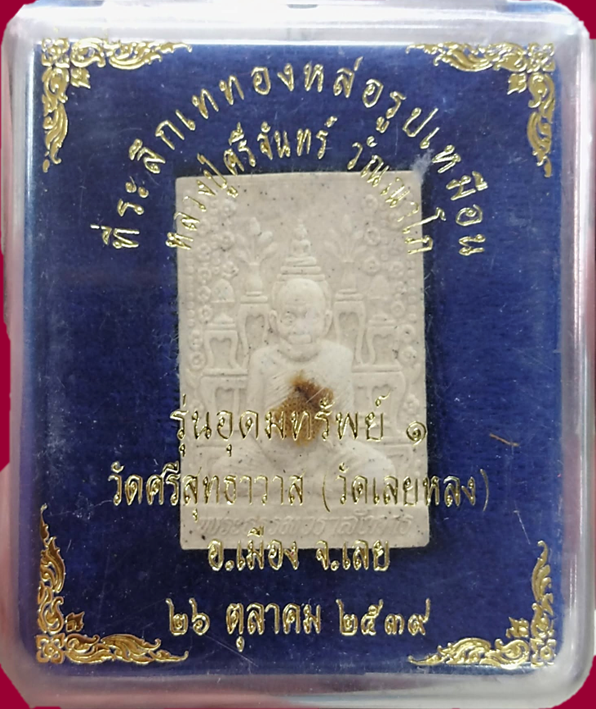 ที่ระลึกเททองหล่อรูปเหมือน
หลวงปู่ศรีจันทร์ วัณณาโภ
รุ่นอุดมทรัพย์ ๑
วัดศรีสุทธาวาส (วัดเลยหลง)
อ.เมือง จ.เลย
๒๖ ตุลาคม ๒๕๓๙